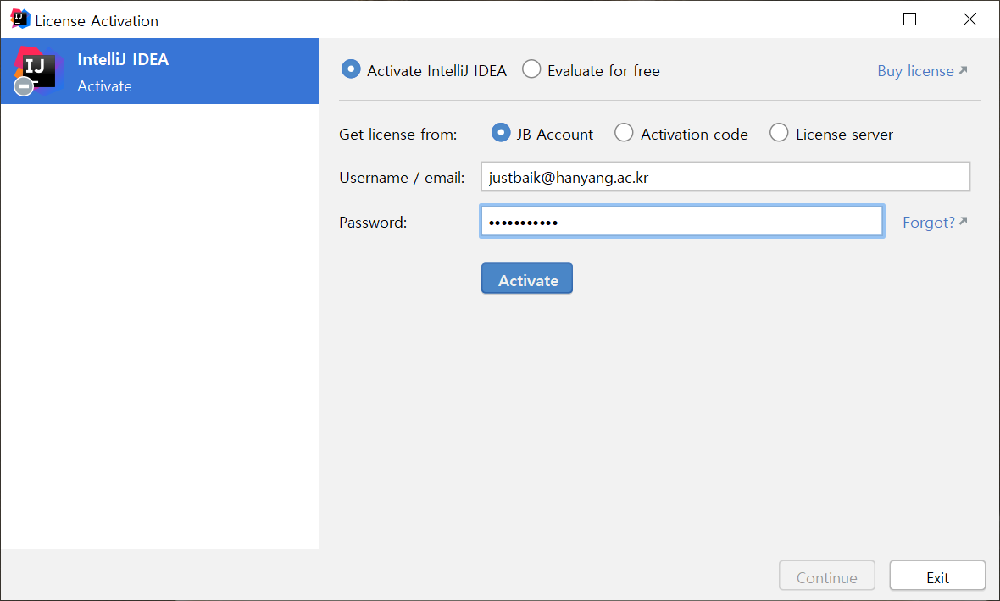 License Activation
IntelliJ IDEA
Activate
Activate IntelliJ IDEA Evaluate for free Buy license
Get license from: JB Account Activation code License server
Username / email: justbaik@hanyang.ac.kr
Password: ••••••••••• Forgot?
Activate
Continue Exit